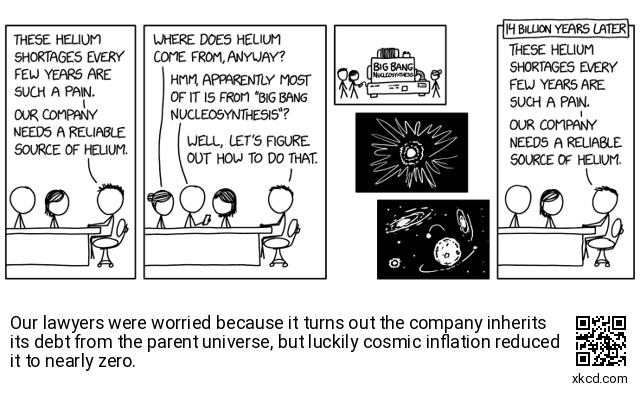 THESE HELIUM
SHORTAGES EVERY
FEW YEARS ARE
SUCH A PAIN.
OUR COMPANY
NEEDS A RELIABLE
SOURCE OF HELIUM.
WHERE DOES HELIUM
COME FROM, ANYWAY?
HMM, APPARENTLY MOST
OF IT IS FROM "BIG BANG
NUCLEOSYNTHESIS"?
WELL, LET'S FIGURE
OUT HOW TO DO THAT.
BIG BANG
NUCLEOSYNTHESIS
14 BILLION YEARS LATER
THESE HELIUM
SHORTAGES EVERY
FEW YEARS ARE
SUCH A PAIN.
OUR COMPANY
NEEDS A RELIABLE
SOURCE OF HELIUM.
Our lawyers were worried because it turns out the company inherits
its debt from the parent universe, but luckily cosmic inflation reduced
it to nearly zero.
xkcd.com